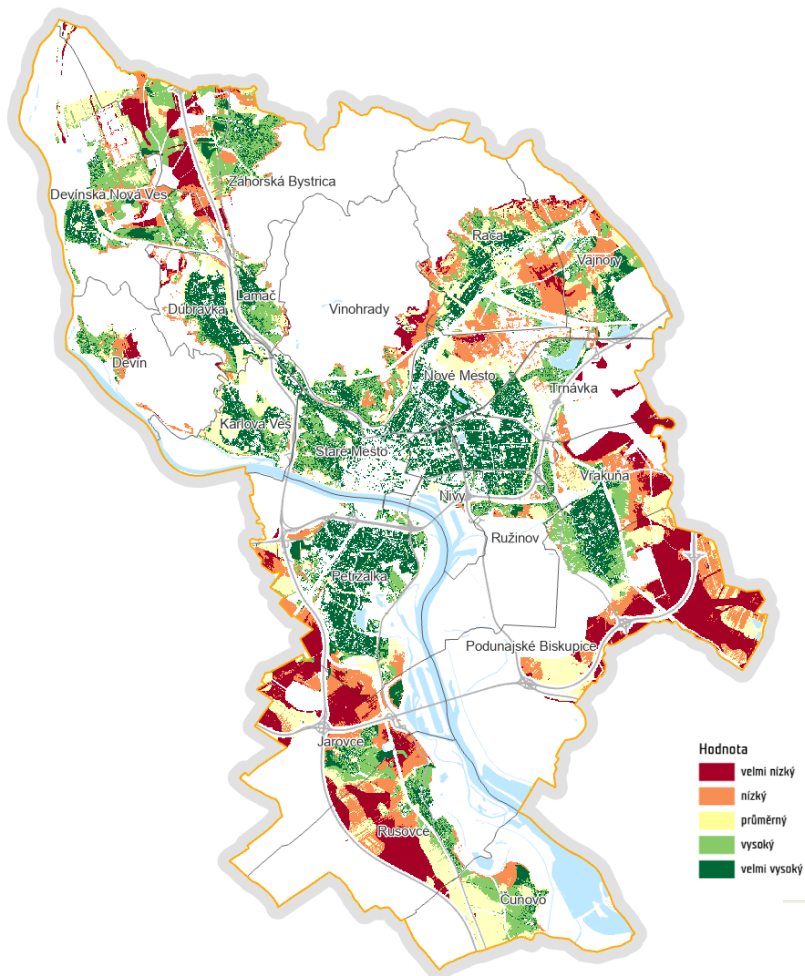 Záhorská Bystrica
Devínska Nová Ves
Rača
Vajnory
Lamač
Dúbravka
Vinohrady
Devín
Nové Mesto
Trnávka
Karlova Ves
Staré Mesto
Vrakuňa
Nivy
Ružinov
Petržalka
Podunajské Biskupice
Jarovce
Rusovce
Čunovo
Hodnota
velmi nízký
nízký
průměrný
vysoký
velmi vysoký